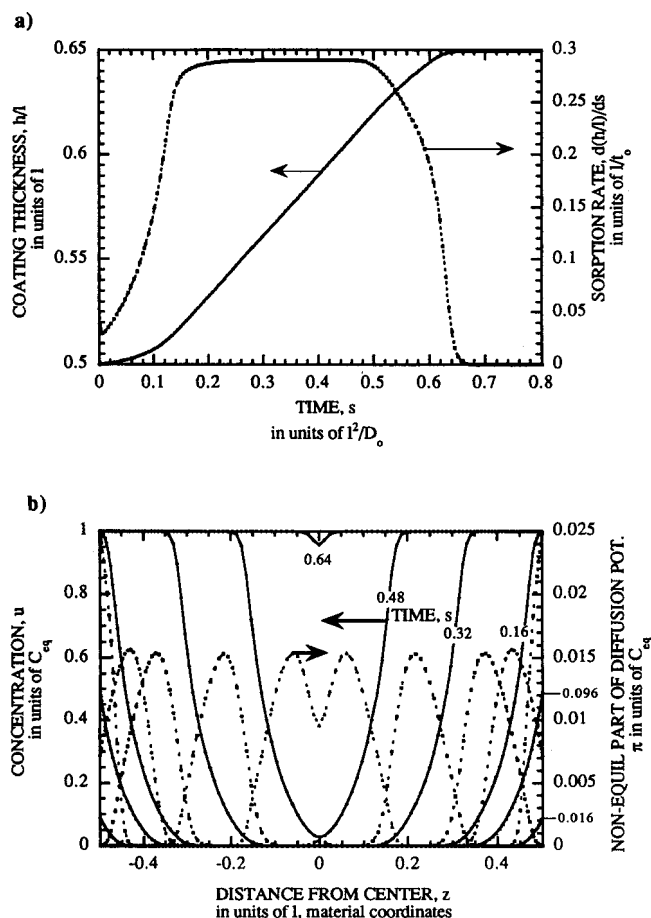 a)
0.65
0.3
0.25
0.6
0.2
0.15
0.55
0.1
0.05
0.5
0
0
0.1
0.2
0.3
0.4
0.5
0.6
0.7
0.8
COATING THICKNESS, h/l
in units of l
SORPTION RATE, d(h/l)/ds
in units of l/t₀
TIME, s
in units of l²/D₀
b)
1
0.025
0.64
0.8
0.02
0.48
TIME, s
0.32
0.16
0.6
0.015
0.096
0.4
0.01
0.2
0.005
0.016
0
0
-0.4
-0.2
0
0.2
0.4
CONCENTRATION, u
in units of C_eq
NON-EQUIL PART OF DIFFUSION POT.
π in units of C_eq
DISTANCE FROM CENTER, z
in units of l, material coordinates